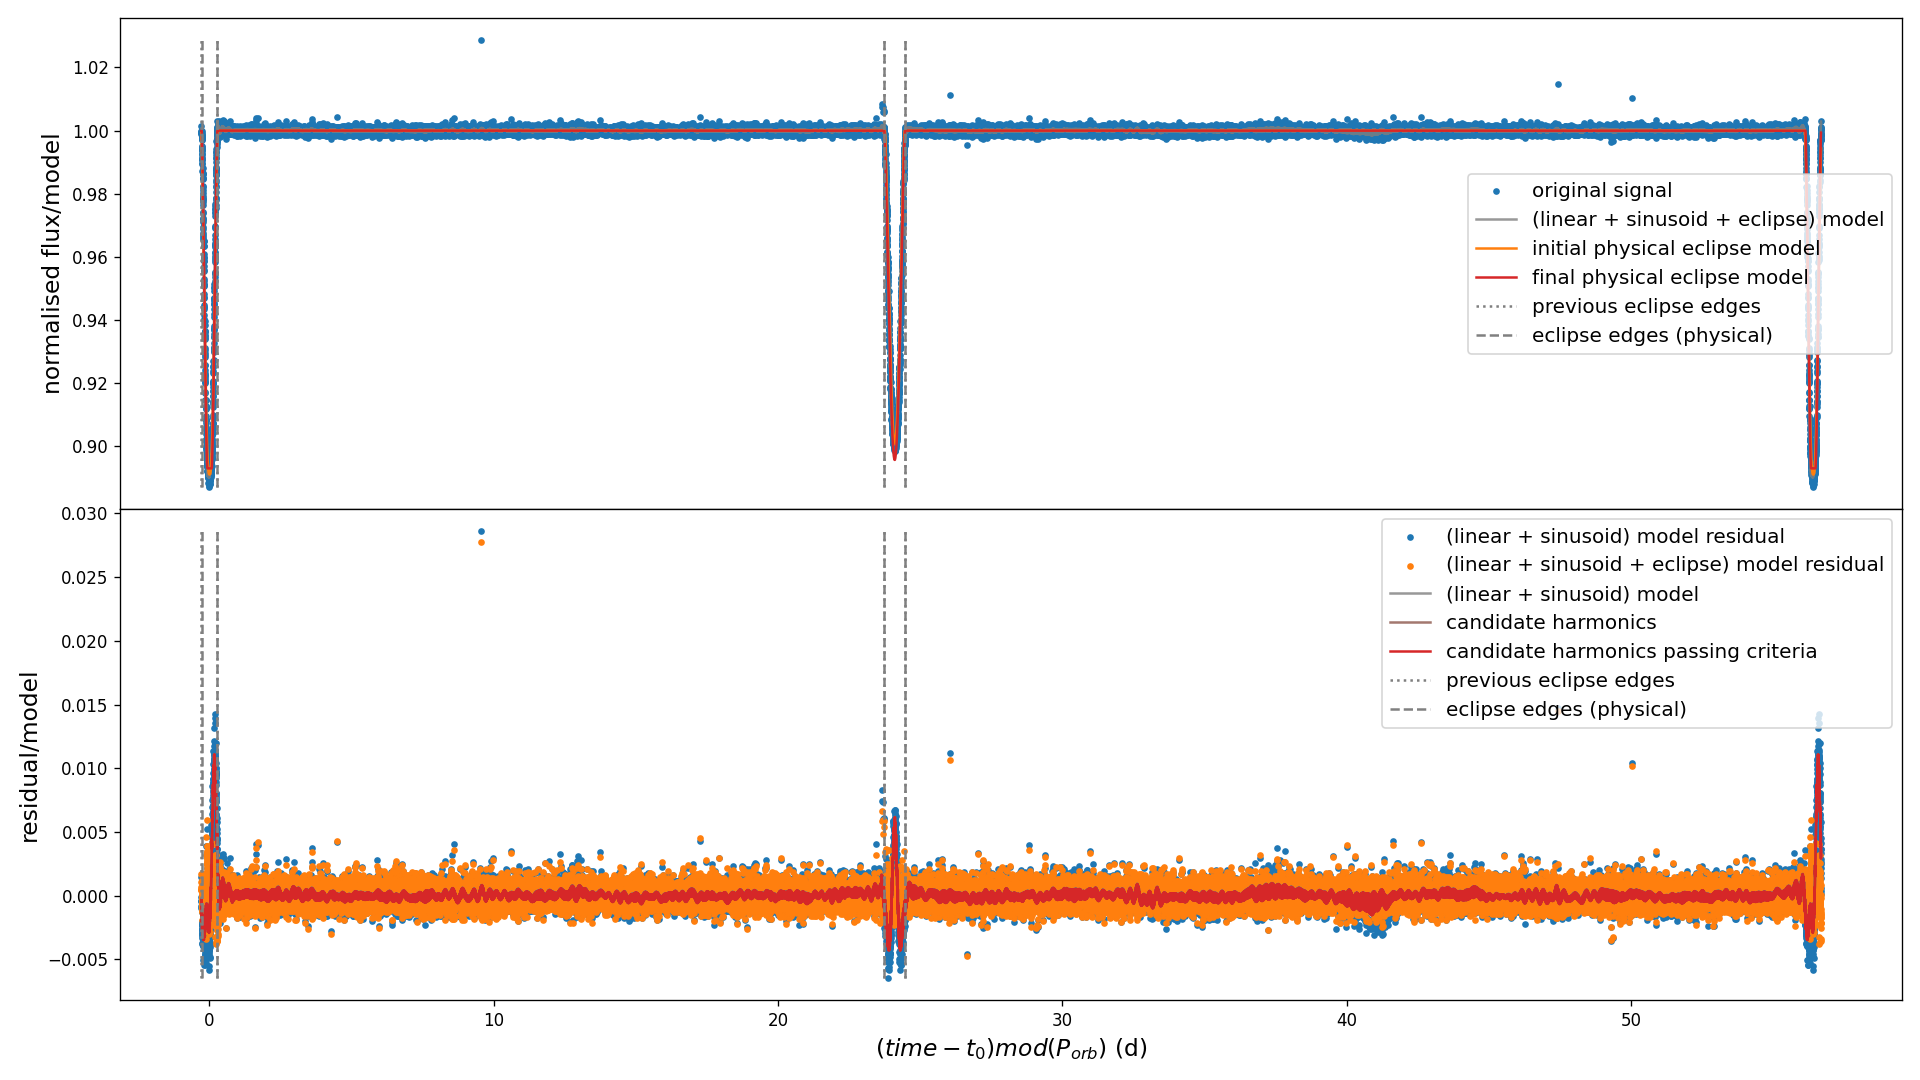 1.02
1.00
0.98
0.96
0.94
0.92
0.90
normalised flux/model
original signal
(linear + sinusoid + eclipse) model
initial physical eclipse model
final physical eclipse model
previous eclipse edges
eclipse edges (physical)
0.030
0.025
0.020
0.015
0.010
0.005
0.000
−0.005
residual/model
(linear + sinusoid) model residual
(linear + sinusoid + eclipse) model residual
(linear + sinusoid) model
candidate harmonics
candidate harmonics passing criteria
previous eclipse edges
eclipse edges (physical)
0 10 20 30 40 50
(time − t₀)mod(P_orb) (d)